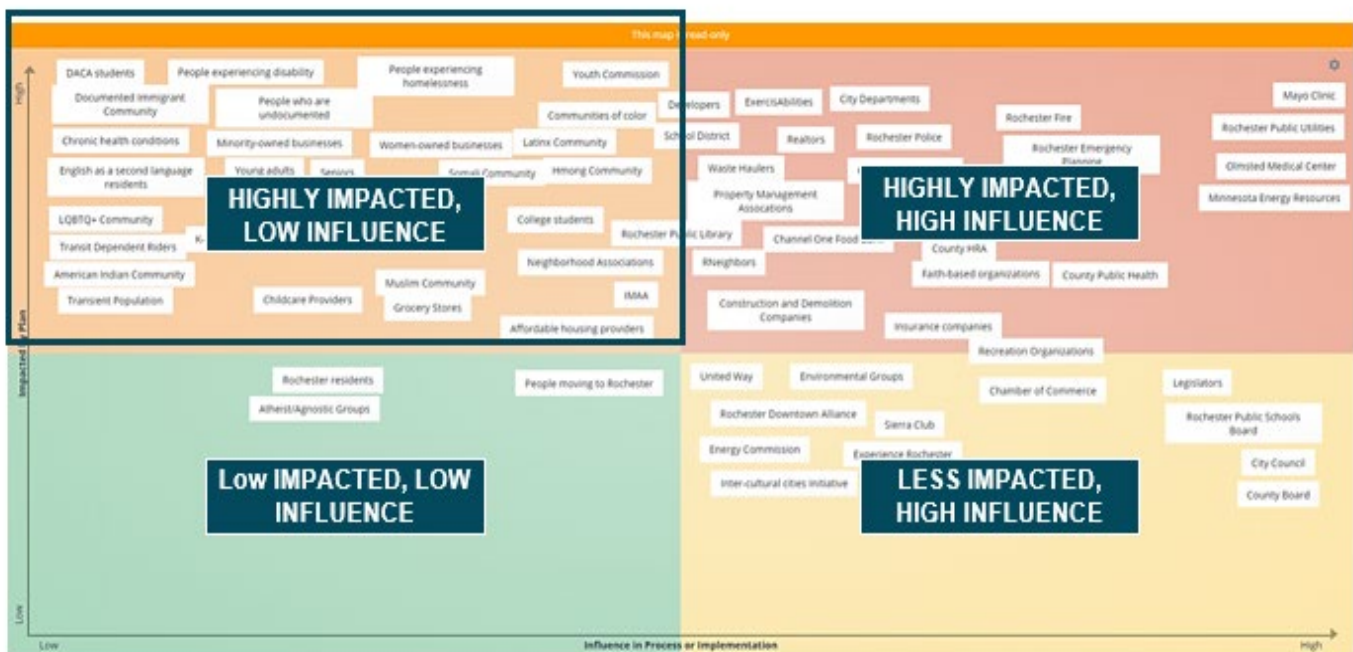 This map read-only
High
DACA students
People experiencing disability
People experiencing
homelessness
Youth Commission
Documented Immigrant
Community
People who are
undocumented
Communities of color
Developers
ExercisAbilities
City Departments
Mayo Clinic
Rochester Fire
Rochester Public Utilities
Chronic health conditions
Minority-owned businesses
Women-owned businesses
Latinx Community
School District
Realtors
Rochester Police
Rochester Emergency
Planning
English as a second language
residents
Young adults
Seniors
Somali Community
Hmong Community
Waste Haulers
Olmsted Medical Center
HIGHLY IMPACTED,
LOW INFLUENCE
Property Management
Assocations
HIGHLY IMPACTED,
HIGH INFLUENCE
Minnesota Energy Resources
LQBTQ+ Community
College students
Transit Dependent Riders
K-
Rochester Public Library
Channel One Food
County HRA
American Indian Community
Neighborhood Associations
RNeighbors
Faith-based organizations
County Public Health
Transient Population
Childcare Providers
Muslim Community
Grocery Stores
IMAA
Construction and Demolition
Companies
Affordable housing providers
Insurance companies
Recreation Organizations
Impacted By Plan
Rochester residents
People moving to Rochester
United Way
Environmental Groups
Chamber of Commerce
Legislators
Atheist/Agnostic Groups
Rochester Downtown Alliance
Sierra Club
Rochester Public Schools
Board
Energy Commission
Experience Rochester
City Council
Low IMPACTED, LOW
INFLUENCE
Inter-cultural cities Initiative
LESS IMPACTED,
HIGH INFLUENCE
County Board
Low
Low
Influence in Process or Implementation
High